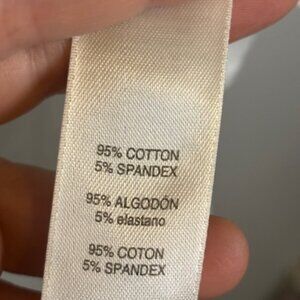 95% COTTON
5% SPANDEX
95% ALGODÓN
5% elastano
95% COTON
5% SPANDEX